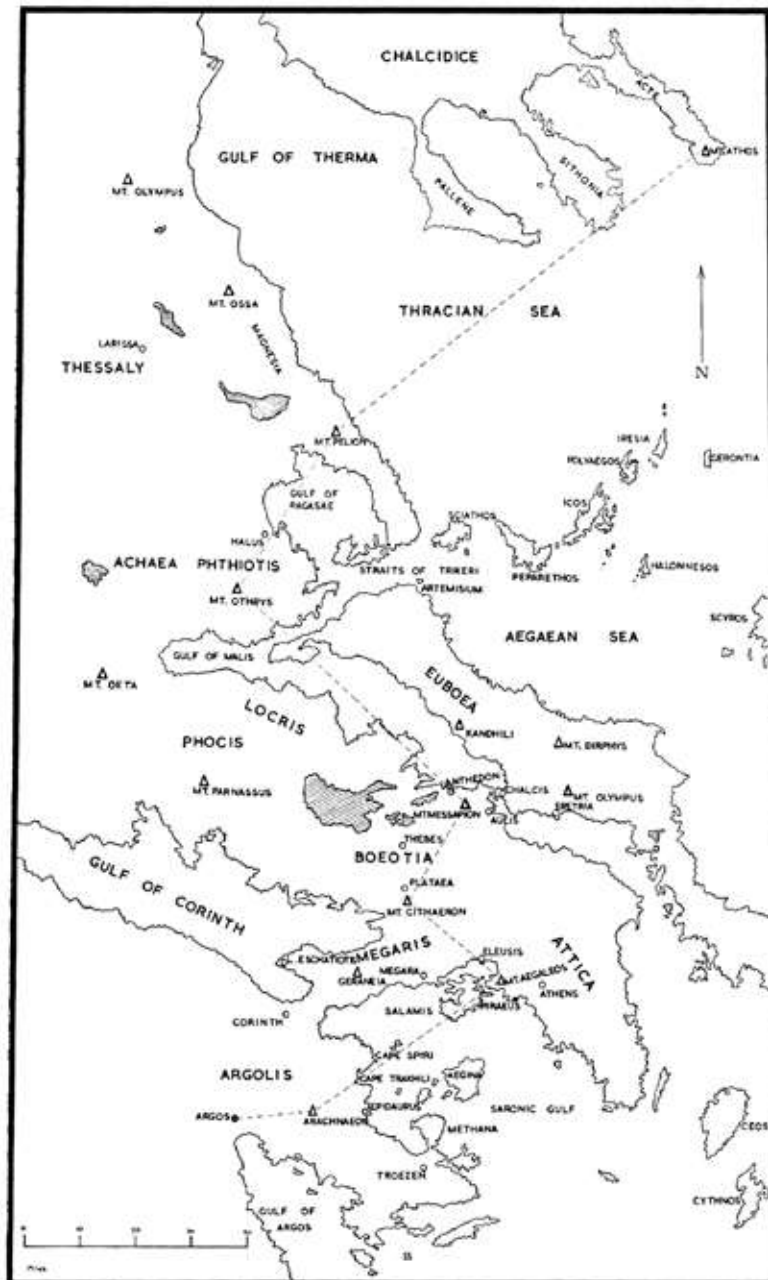 CHALCIDICE
ACTE
MT. ATHOS
GULF OF THERMA
SITHONIA
PALLENE
MT. OLYMPUS
MT. OSSA
THRACIAN SEA
MAGNESIA
LARISSA
THESSALY
N
MT. PELION
IRESIA
POLYAEGOS
GERONTIA
GULF OF
PAGASAE
ICOS
SCIATHOS
HALUS
ACHAEA PHTHIOTIS
STRAITS OF TRIKERI
PEPARETHOS
HALONNESOS
MT. OTHRYS
ARTEMISIUM
SCYROS
AEGAEAN SEA
GULF OF MALIS
MT. OETA
EUBOEA
LOCRIS
KANDHILI
PHOCIS
MT. DIRPHYS
MT. PARNASSUS
ANTHEDON
CHALCIS
MT. OLYMPUS
MT MESSAPION
ERETRIA
AULIS
THEBES
BOEOTIA
GULF OF CORINTH
PLATAEA
MT. CITHAERON
ATTICA
ELEUSIS
MEGARIS
ESCHATIOTIS
MEGARA
GERANEIA
MT. AEGALEOS
ATHENS
SALAMIS
PIRAEUS
CORINTH
CAPE SPIRI
ARGOLIS
CAPE TRAKHILI
AEGINA
ARGOS
ARACHNAEON
EPIDAURUS
SARONIC GULF
METHANA
CEOS
TROEZEN
CYTHNOS
GULF OF
ARGOS